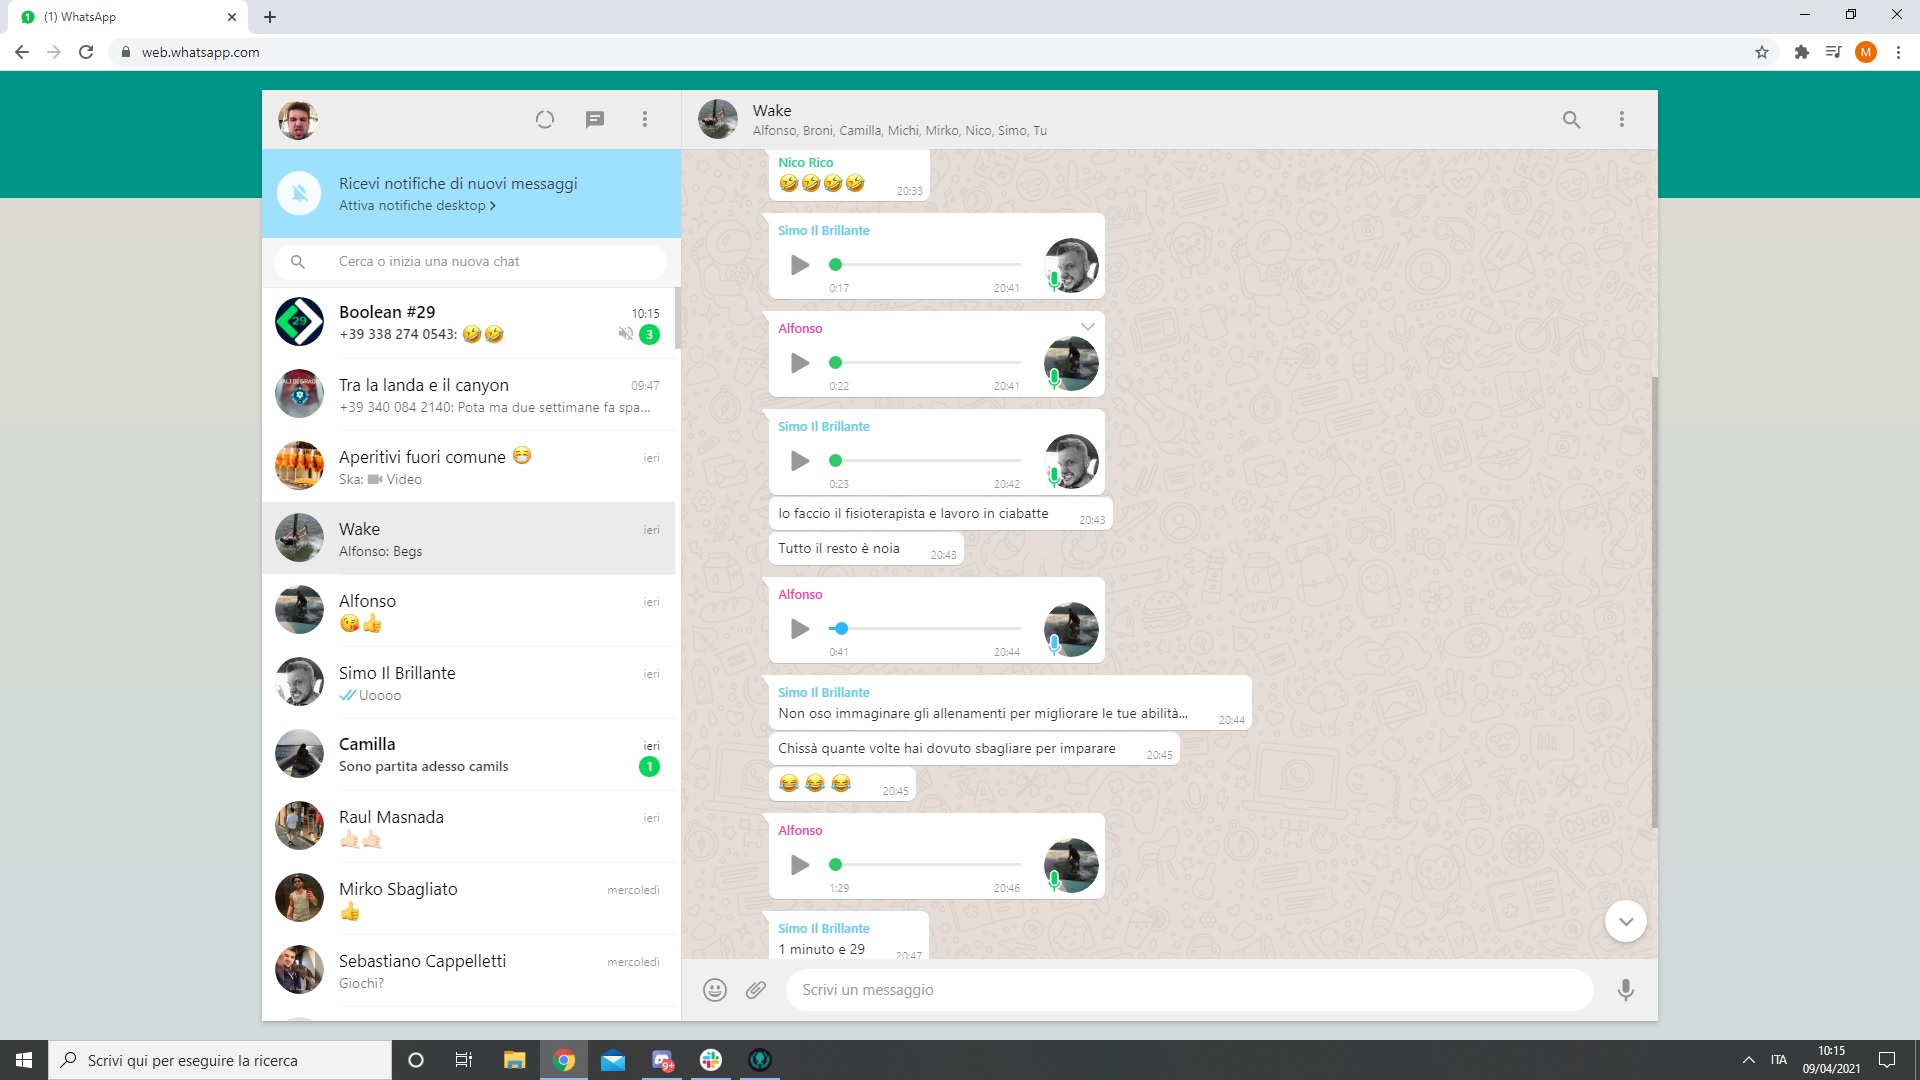 (1) WhatsApp
web.whatsapp.com
M
Ricevi notifiche di nuovi messaggi
Attiva notifiche desktop
Cerca o inizia una nuova chat
Boolean #29
10:15
+39 338 274 0543: 🤣🤣
3
Tra la landa e il canyon
09:47
+39 340 084 2140: Pota ma due settimane fa spa...
Aperitivi fuori comune 😷
ieri
Ska: Video
Wake
ieri
Alfonso: Begs
Alfonso
ieri
😘👍
Simo Il Brillante
ieri
Uoooo
Camilla
ieri
Sono partita adesso camils
1
Raul Masnada
ieri
🤙🏻🤙🏻
Mirko Sbagliato
mercoledì
👍
Sebastiano Cappelletti
mercoledì
Giochi?
Wake
Alfonso, Broni, Camilla, Michi, Mirko, Nico, Simo, Tu
Nico Rico
🤣🤣🤣🤣 20:33
Simo Il Brillante
0:17 20:41
Alfonso
0:22 20:41
Simo Il Brillante
0:23 20:42
Io faccio il fisioterapista e lavoro in ciabatte 20:43
Tutto il resto è noia 20:43
Alfonso
0:41 20:44
Simo Il Brillante
Non oso immaginare gli allenamenti per migliorare le tue abilità... 20:44
Chissà quante volte hai dovuto sbagliare per imparare 20:45
😂 😂 😂 20:45
Alfonso
1:29 20:46
Simo Il Brillante
1 minuto e 29 20:47
Scrivi un messaggio
Scrivi qui per eseguire la ricerca
9+
ITA
10:15
09/04/2021